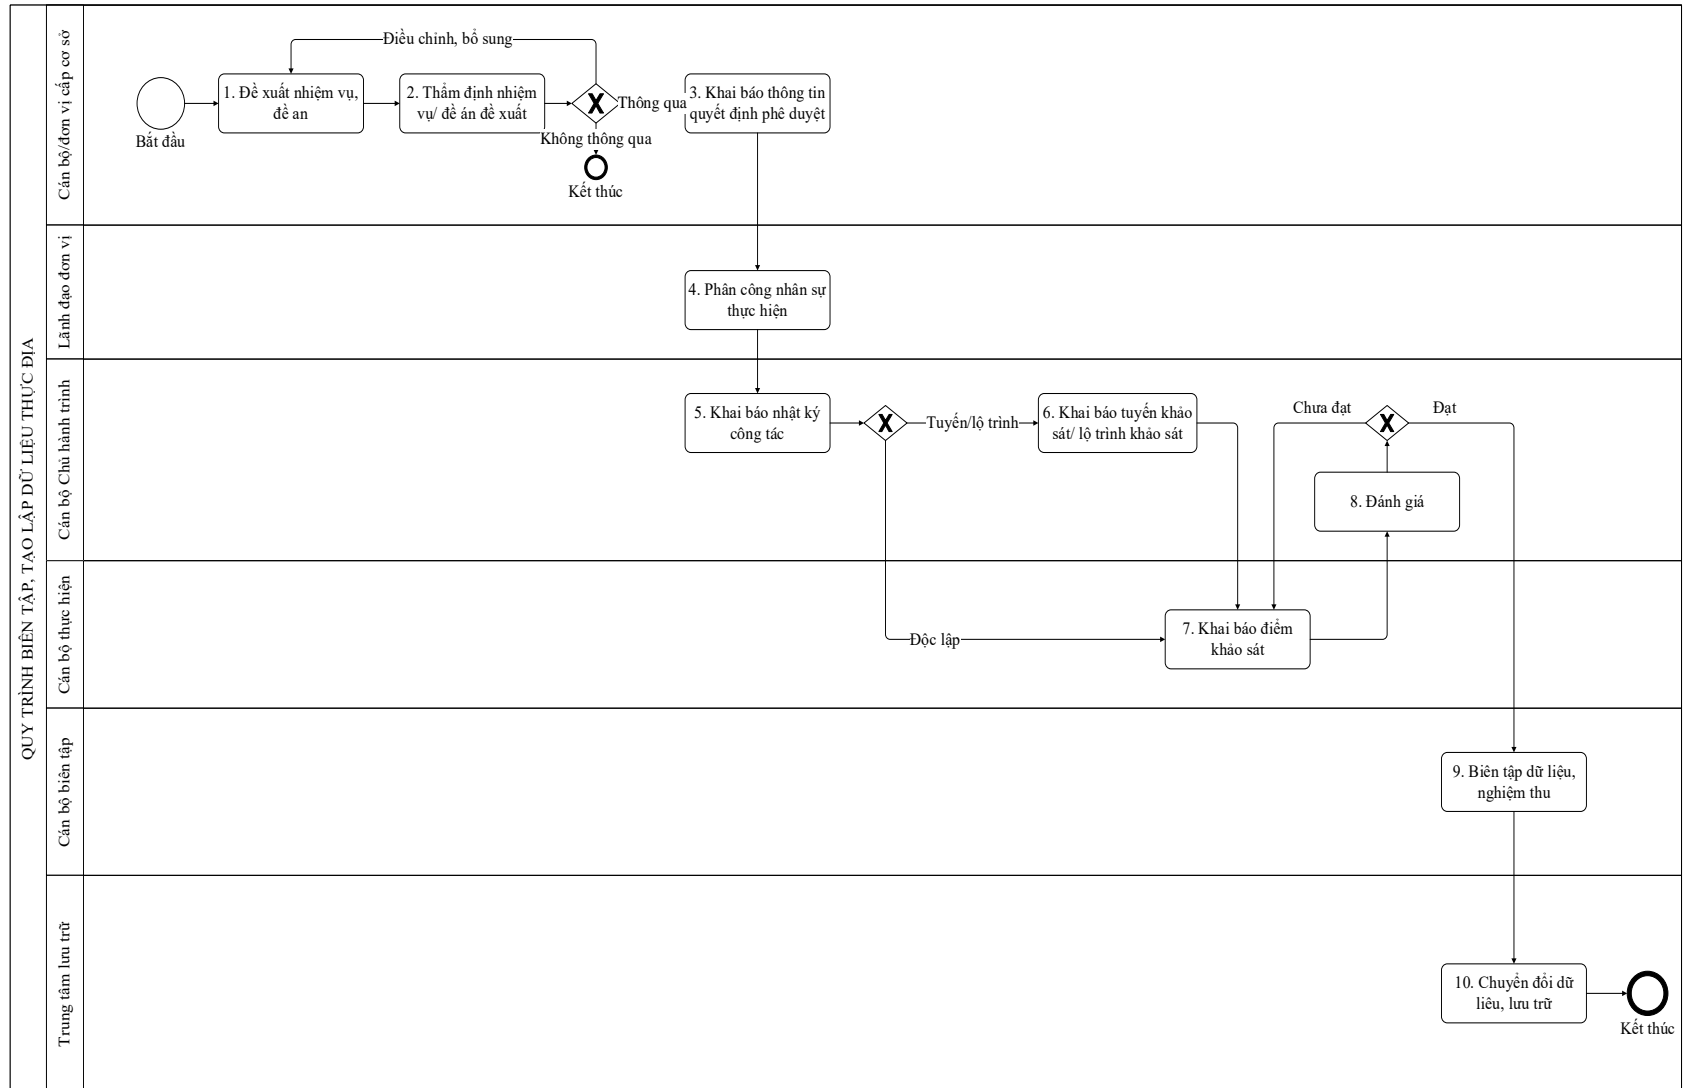 QUY TRÌNH BIÊN TẬP, TẠO LẬP DỮ LIỆU THỰC ĐỊA
Cán bộ/đơn vị cấp cơ sở
Điều chỉnh, bổ sung
Bắt đầu
1. Đề xuất nhiệm vụ,
đề an
2. Thẩm định nhiệm
vụ/ đề án đề xuất
X
Thông qua
Không thông qua
Kết thúc
3. Khai báo thông tin
quyết định phê duyệt
Lãnh đạo đơn vị
4. Phân công nhân sự
thực hiện
Cán bộ Chủ hành trình
5. Khai báo nhật ký
công tác
X
Tuyến/lộ trình
6. Khai báo tuyến khảo
sát/ lộ trình khảo sát
Chưa đạt
X
Đạt
8. Đánh giá
Cán bộ thực hiện
Độc lập
7. Khai báo điểm
khảo sát
Cán bộ biên tập
9. Biên tập dữ liệu,
nghiệm thu
Trung tâm lưu trữ
10. Chuyển đổi dữ
liêu, lưu trữ
Kết thúc